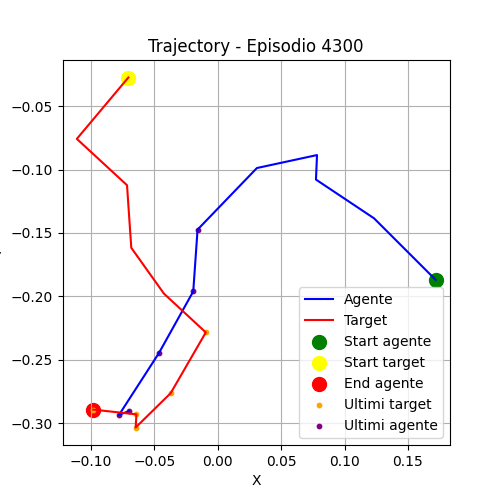 Trajectory - Episodio 4300
−0.05
−0.10
−0.15
−0.20
−0.25
−0.30
Agente
Target
Start agente
Start target
End agente
Ultimi target
Ultimi agente
−0.10
−0.05
0.00
0.05
0.10
0.15
X